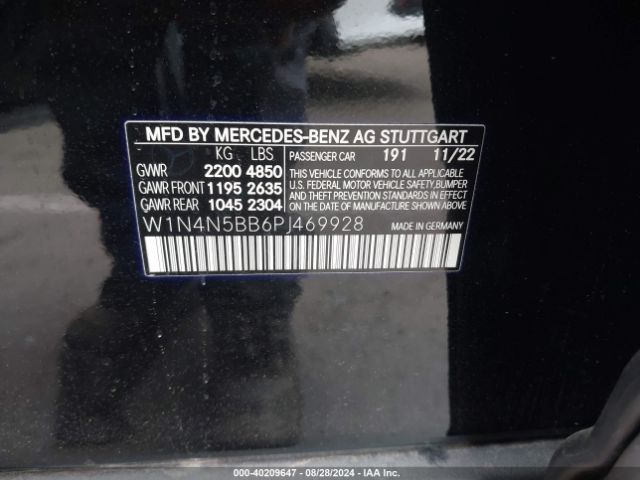 MFD BY MERCEDES-BENZ AG STUTTGART
KG LBS
GVWR 2200 4850
GAWR FRONT 1195 2635
GAWR REAR 1045 2304
PASSENGER CAR 191 11/22
THIS VEHICLE CONFORMS TO ALL APPLICABLE
U.S. FEDERAL MOTOR VEHICLE SAFETY,BUMPER
AND THEFT PREVENTION STANDARDS IN EFFECT
ON THE DATE OF MANUFACTURE SHOWN ABOVE.
W1N4N5BB6PJ469928 MADE IN GERMANY
000-40209647 - 08/28/2024 - IAA Inc.